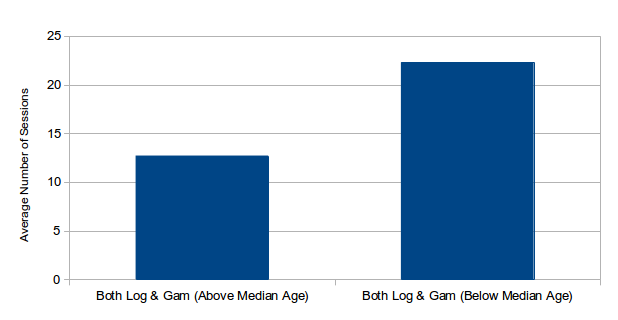 25
20
15
10
5
0
Average Number of Sessions
Both Log & Gam (Above Median Age)
Both Log & Gam (Below Median Age)